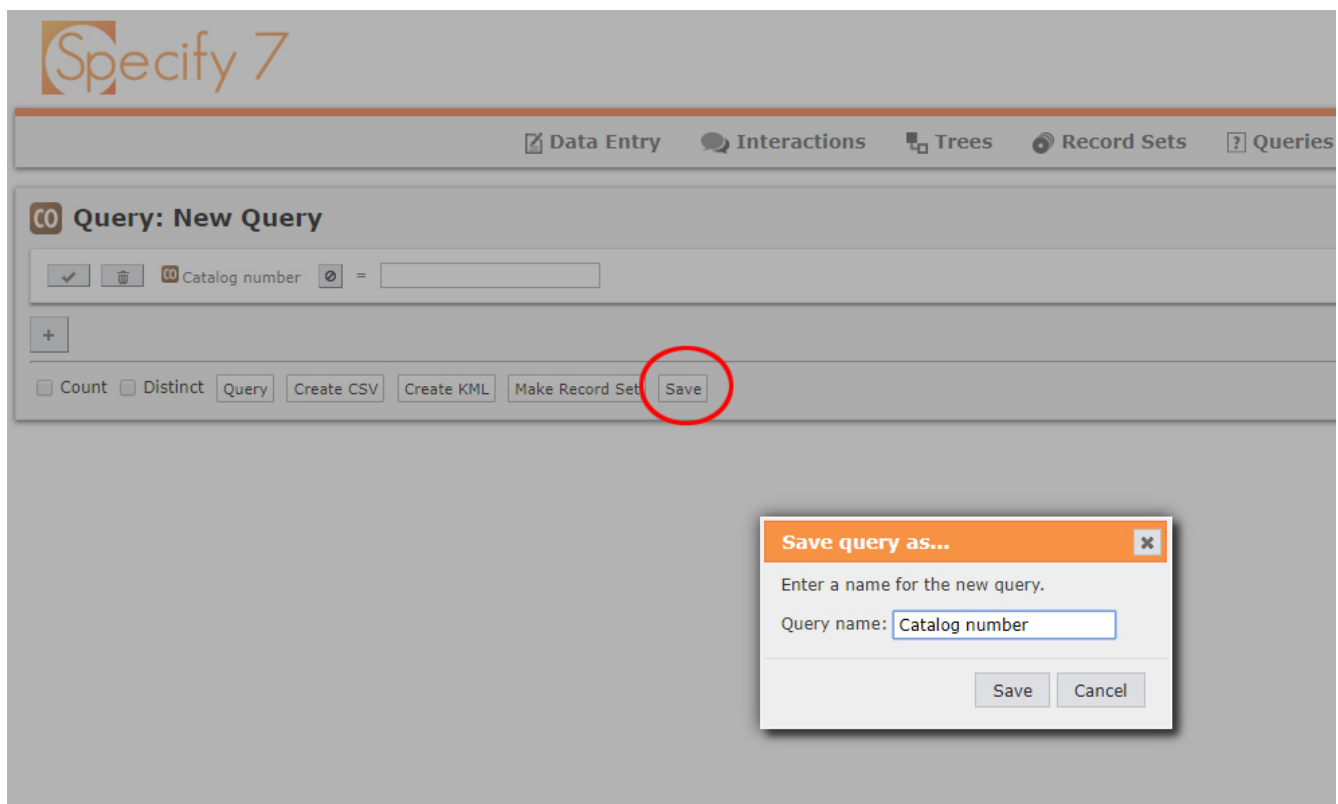 Specify 7
Data Entry Interactions Trees Record Sets ? Queries
CO Query: New Query
CO Catalog number =
+
Count Distinct Query Create CSV Create KML Make Record Set Save
Save query as...
Enter a name for the new query.
Query name: Catalog number
Save Cancel